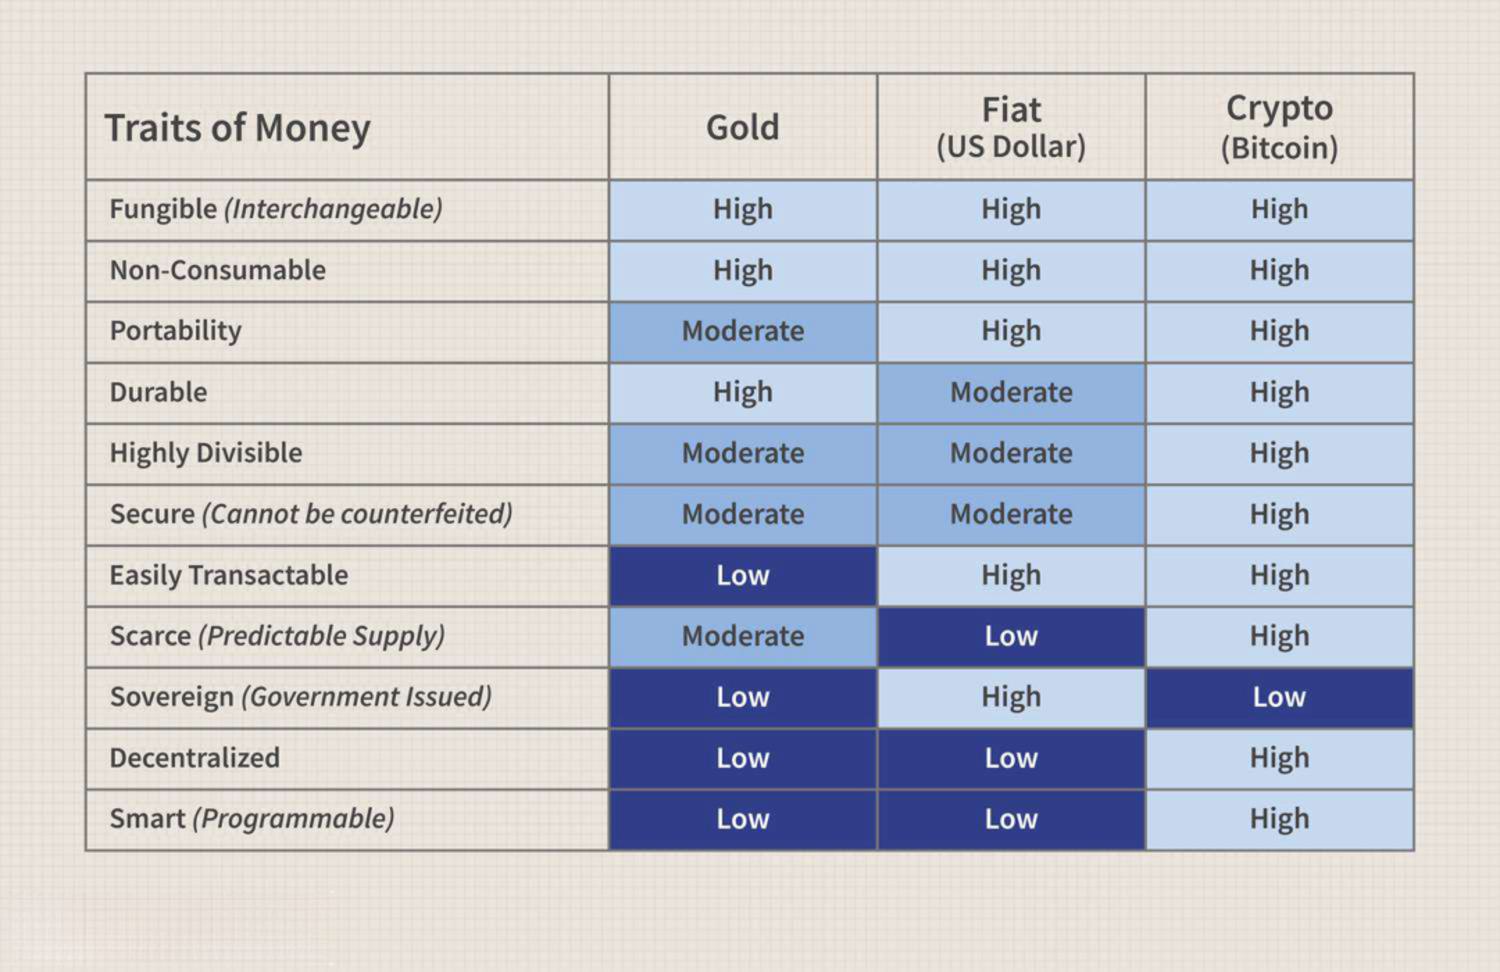 Traits of Money Gold Fiat (US Dollar) Crypto (Bitcoin)
Fungible (Interchangeable) High High High
Non-Consumable High High High
Portability Moderate High High
Durable High Moderate High
Highly Divisible Moderate Moderate High
Secure (Cannot be counterfeited) Moderate Moderate High
Easily Transactable Low High High
Scarce (Predictable Supply) Moderate Low High
Sovereign (Government Issued) Low High Low
Decentralized Low Low High
Smart (Programmable) Low Low High